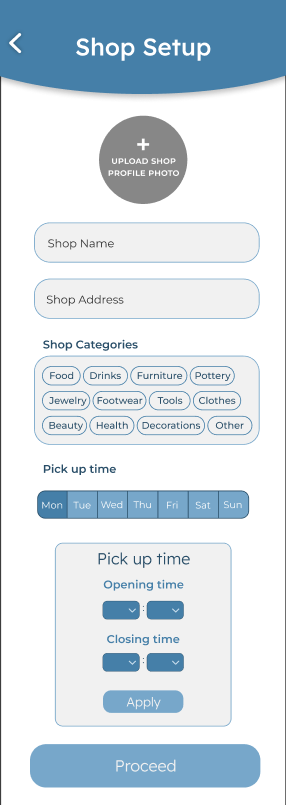 Shop Setup
+
UPLOAD SHOP
PROFILE PHOTO
Shop Name
Shop Address
Shop Categories
Food Drinks Furniture Pottery
Jewelry Footwear Tools Clothes
Beauty Health Decorations Other
Pick up time
Mon Tue Wed Thu Fri Sat Sun
Pick up time
Opening time
:
Closing time
:
Apply
Proceed